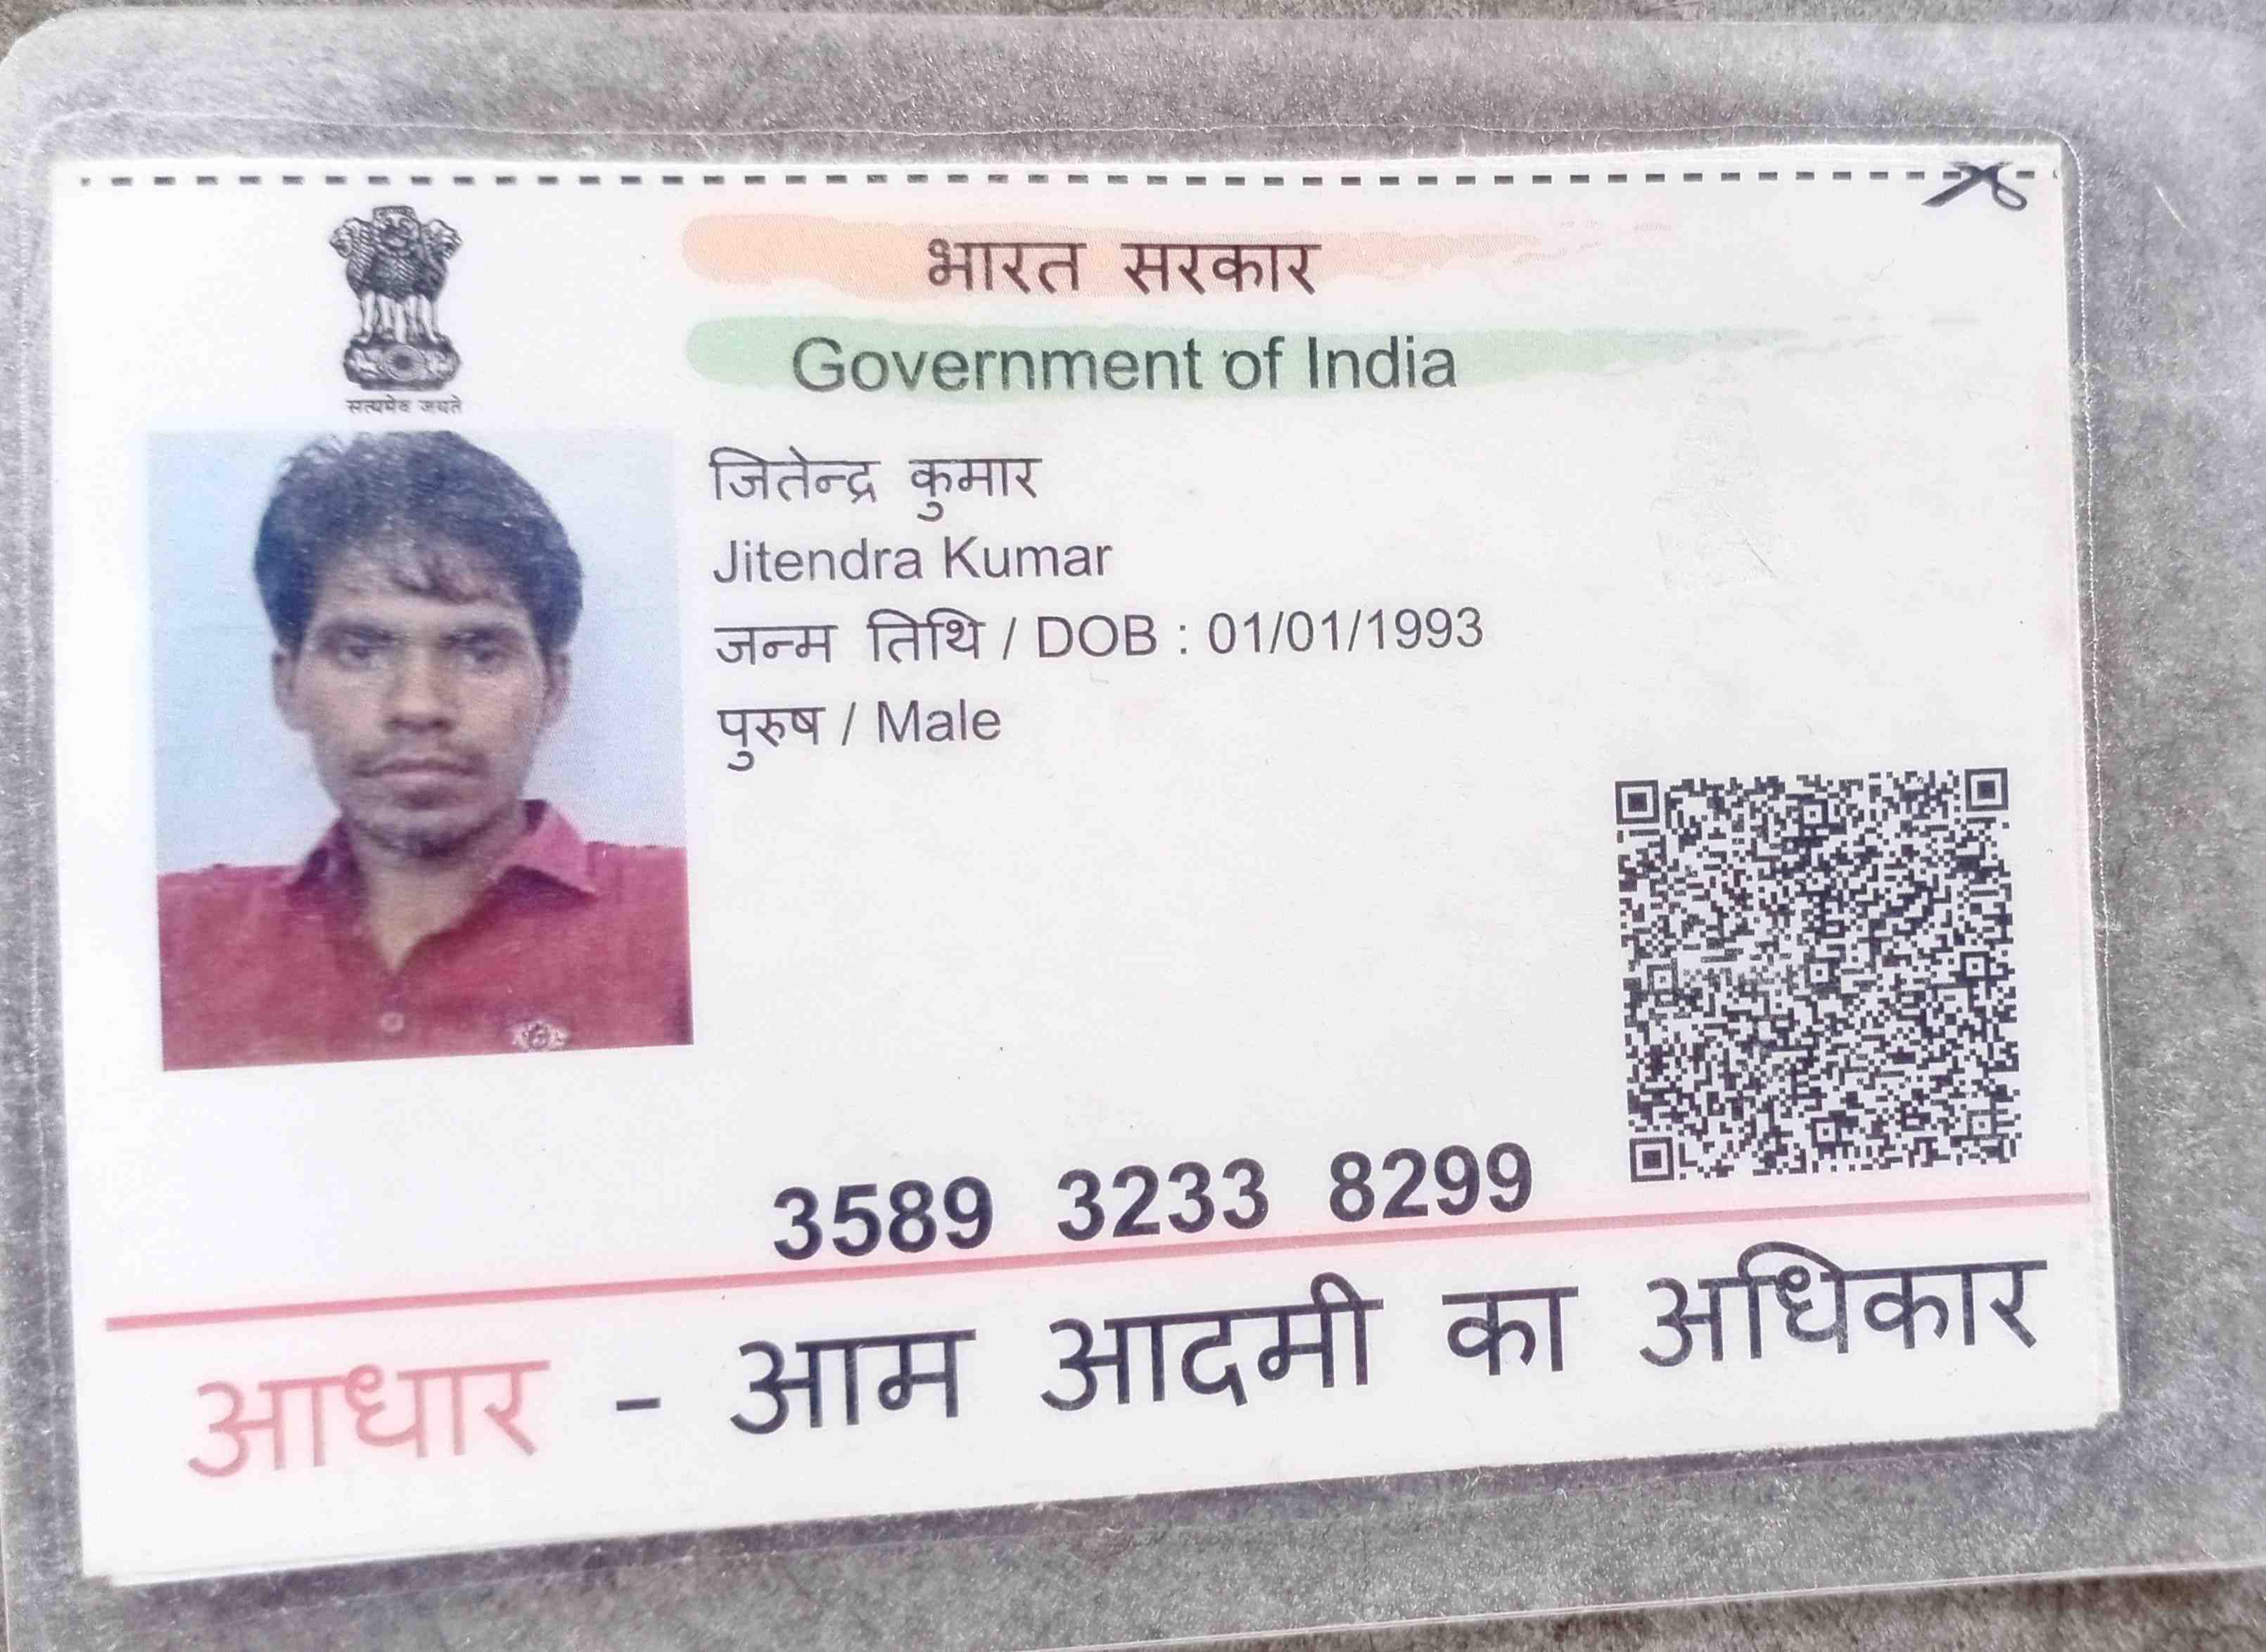 सत्यमेव जयते
भारत सरकार
Government of India
जितेन्द्र कुमार
Jitendra Kumar
जन्म तिथि / DOB : 01/01/1993
पुरुष / Male
3589 3233 8299
आधार - आम आदमी का अधिकार